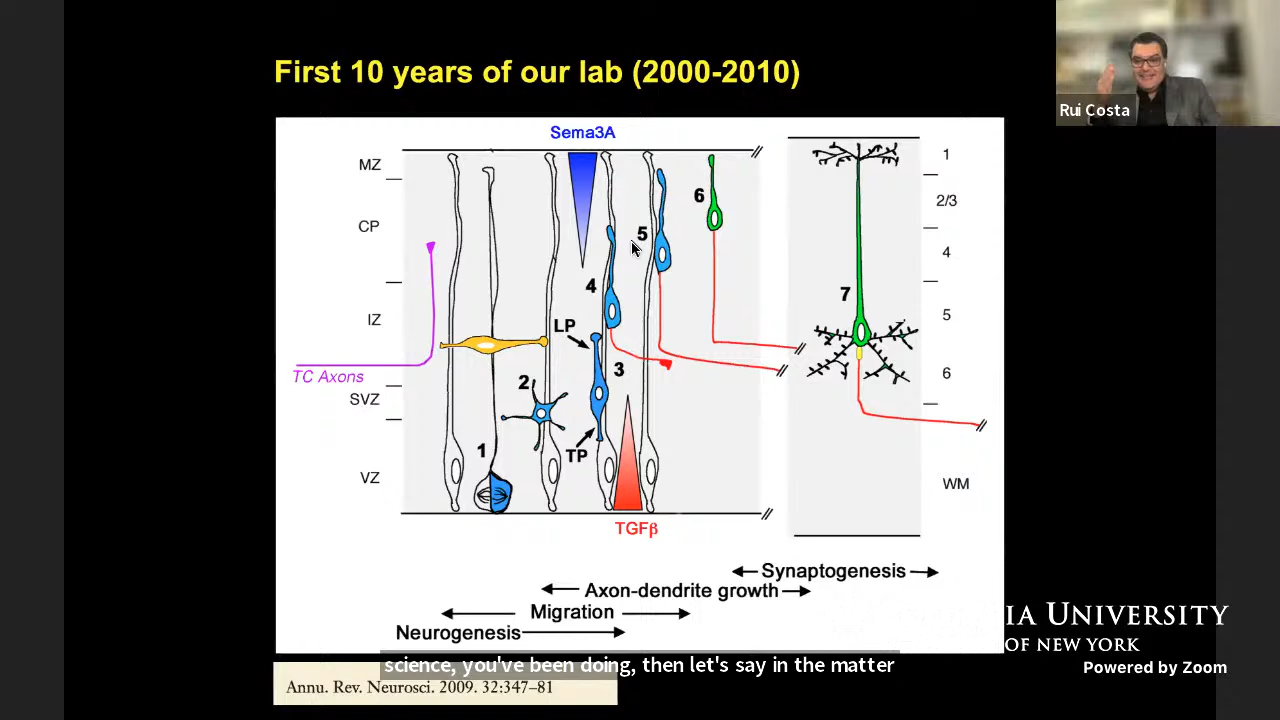 First 10 years of our lab (2000-2010)
Rui Costa
Sema3A
MZ
CP
IZ
SVZ
VZ
TC Axons
1
2
LP
TP
3
4
5
6
TGFβ
7
1
2/3
4
5
6
WM
Synaptogenesis
Axon-dendrite growth
Migration
Neurogenesis
IA UNIVERSITY
OF NEW YORK
science, you've been doing, then let's say in the matter
Powered by Zoom
Annu. Rev. Neurosci. 2009. 32:347–81